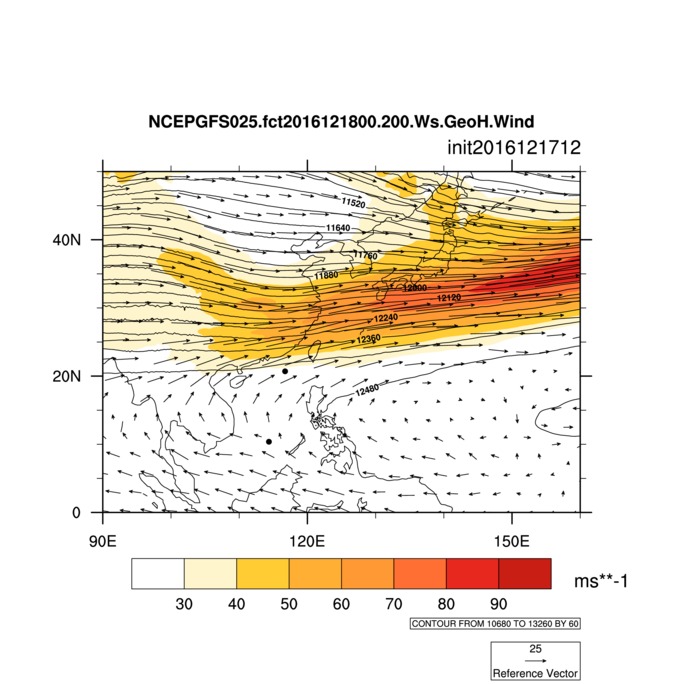 NCEPGFS025.fct2016121800.200.Ws.GeoH.Wind
init2016121712
11520
11640
40N
11760
11880
12000
12120
12240
12360
20N
12480
0
90E 120E 150E
ms**-1
30 40 50 60 70 80 90
CONTOUR FROM 10680 TO 13260 BY 60
25
Reference Vector